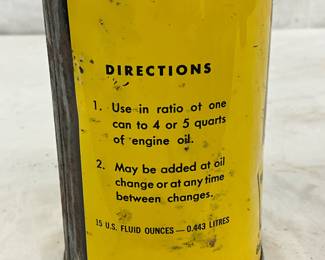 DIRECTIONS
1. Use in ratio of one
can to 4 or 5 quarts
of engine oil.
2. May be added at oil
change or at any time
between changes.
15 U.S. FLUID OUNCES — 0.443 LITRES